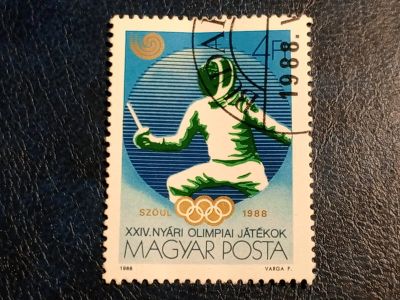 4Ft
1988.V
SZÖUL 1988
XXIV. NYÁRI OLIMPIAI JÁTÉKOK
MAGYAR POSTA
1988 VARGA P.